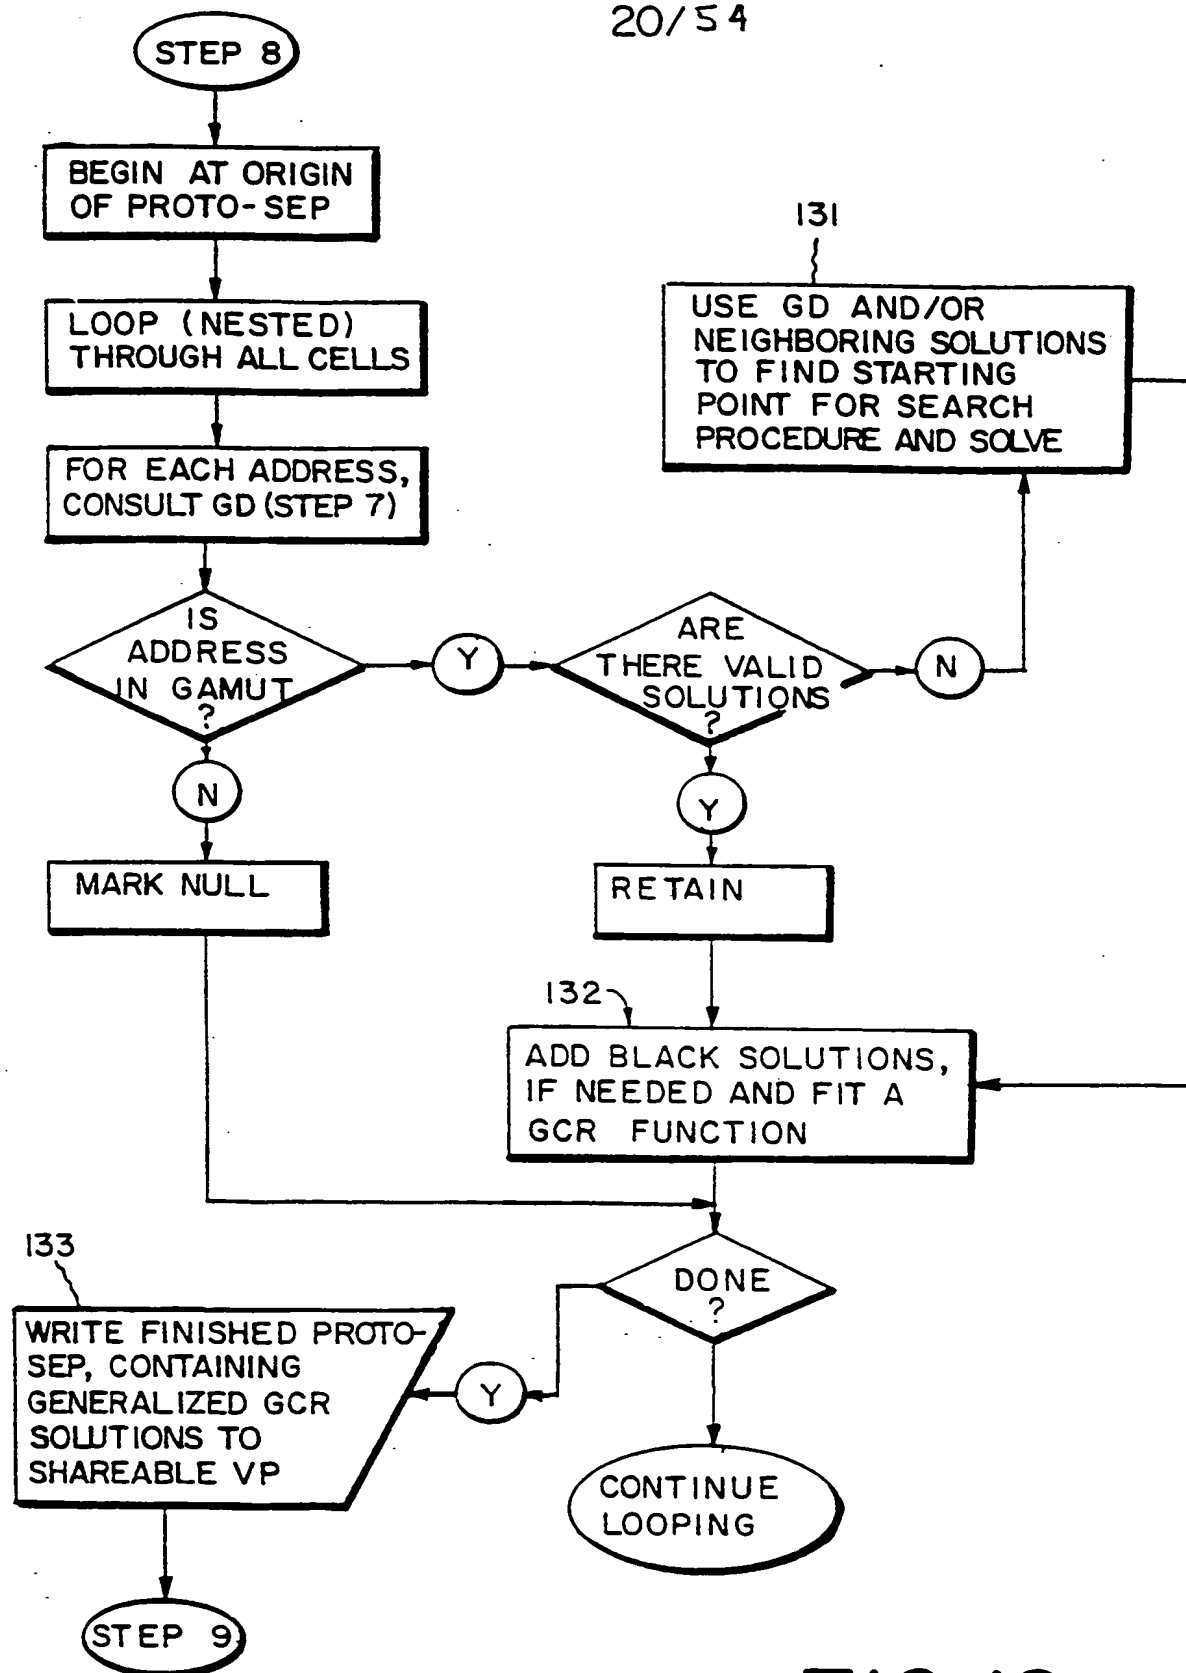 20/54
STEP 8
BEGIN AT ORIGIN
OF PROTO-SEP
LOOP (NESTED)
THROUGH ALL CELLS
FOR EACH ADDRESS,
CONSULT GD (STEP 7)
IS
ADDRESS
IN GAMUT
?
Y
ARE
THERE VALID
SOLUTIONS
?
N
131
USE GD AND/OR
NEIGHBORING SOLUTIONS
TO FIND STARTING
POINT FOR SEARCH
PROCEDURE AND SOLVE
N
Y
MARK NULL
RETAIN
132
ADD BLACK SOLUTIONS,
IF NEEDED AND FIT A
GCR FUNCTION
DONE
?
133
WRITE FINISHED PROTO-
SEP, CONTAINING
GENERALIZED GCR
SOLUTIONS TO
SHAREABLE VP
Y
CONTINUE
LOOPING
STEP 9